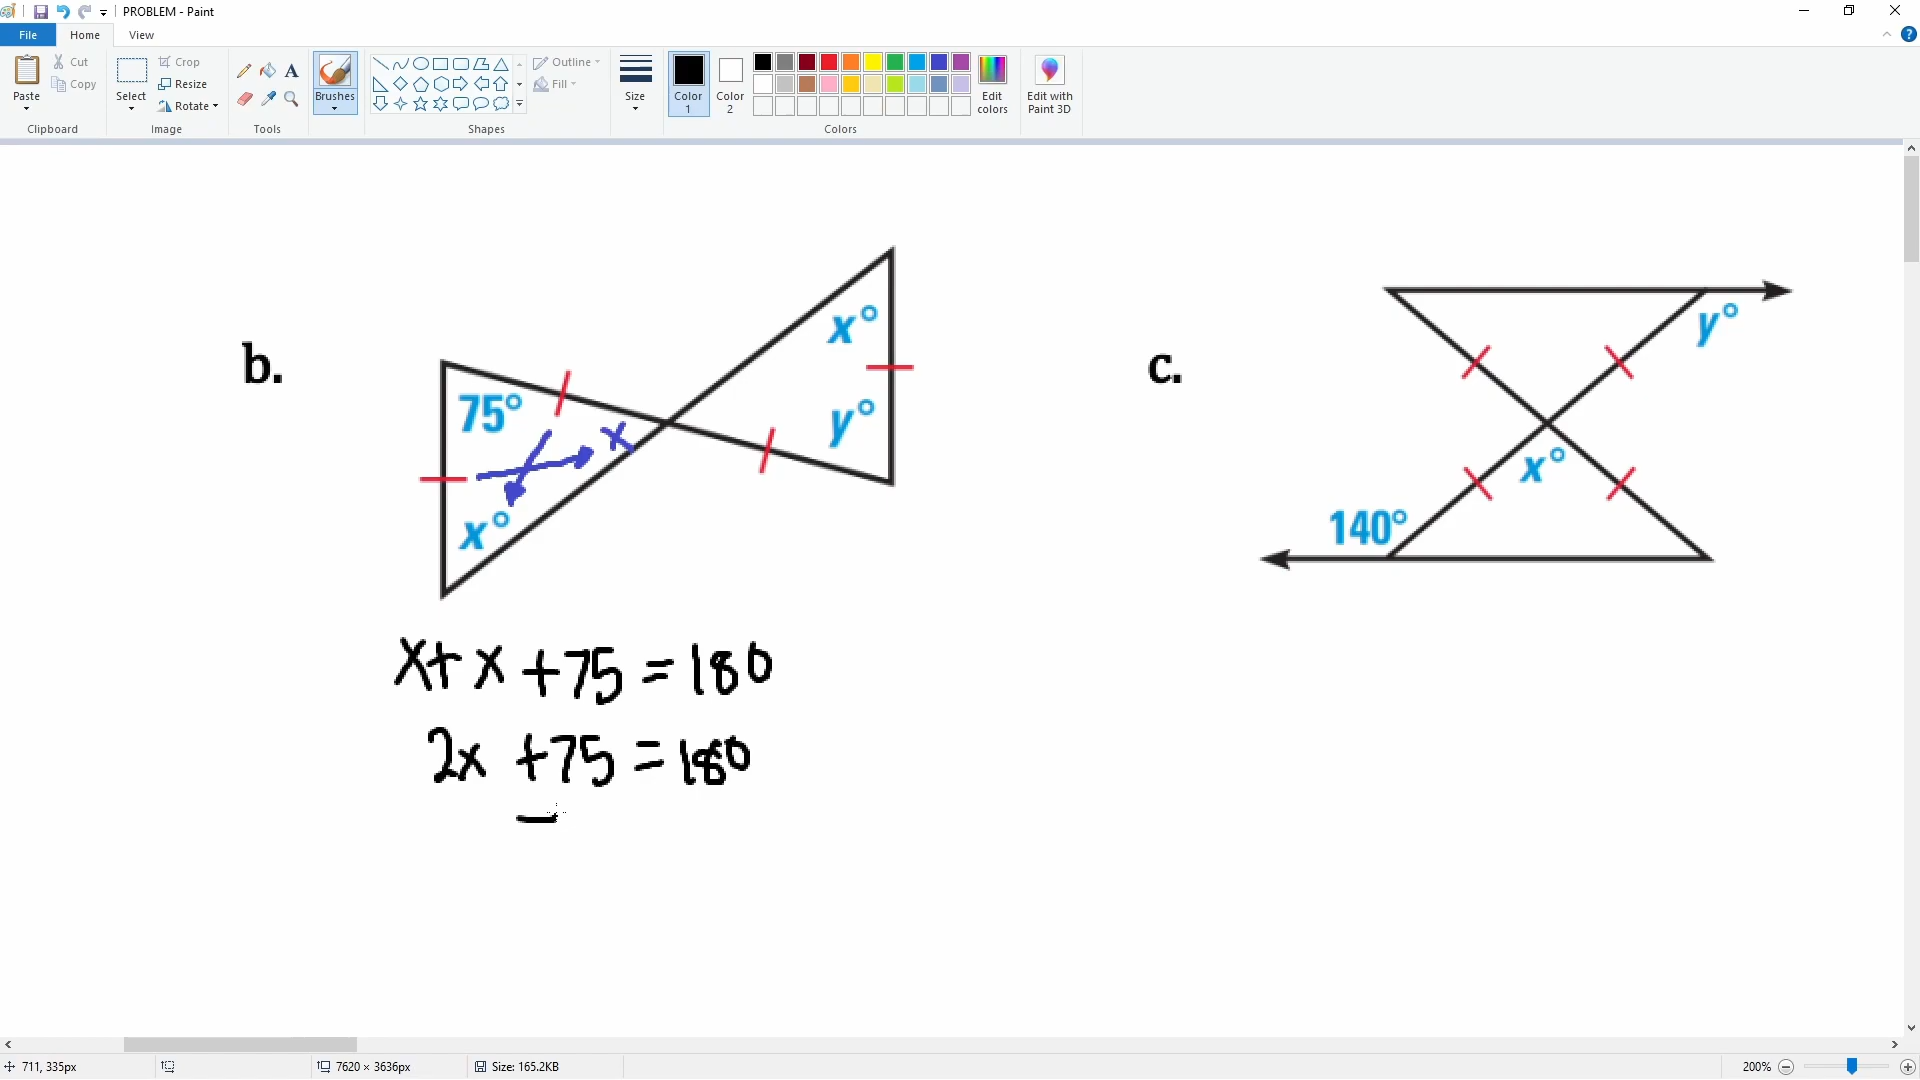 PROBLEM - Paint
File Home View
Paste
Cut
Copy
Clipboard
Select
Crop
Resize
Rotate
Image
A
Tools
Brushes
Outline
Fill
Shapes
Size
Color 1
Color 2
Edit colors
Edit with Paint 3D
Colors
b.
75°
x
x°
x°
y°
c.
y°
x°
140°
x + x + 75 = 180
2x + 75 = 180
711, 335px
7620 × 3636px
Size: 165.2KB
200%